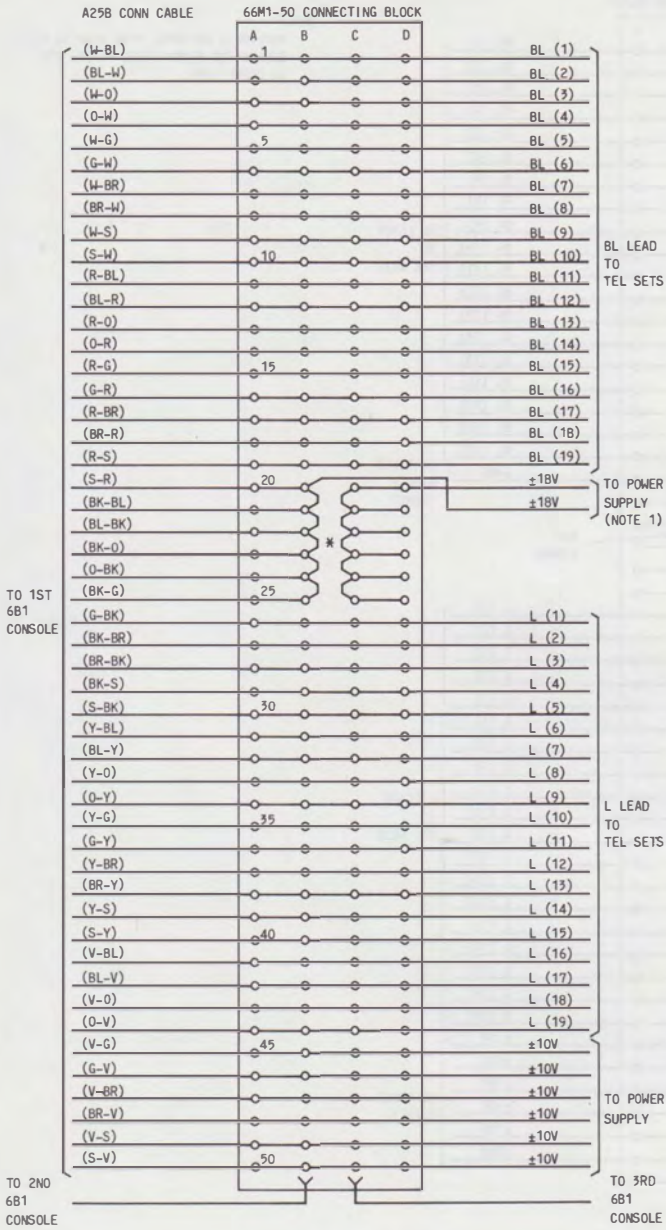 A25B CONN CABLE 66M1-50 CONNECTING BLOCK
A B C D
(W-BL) 1 BL (1)
(BL-W) BL (2)
(W-O) BL (3)
(O-W) BL (4)
(W-G) 5 BL (5)
(G-W) BL (6)
(W-BR) BL (7)
(BR-W) BL (8)
(W-S) BL (9)
(S-W) 10 BL (10)
(R-BL) BL (11)
(BL-R) BL (12)
(R-O) BL (13)
(O-R) BL (14)
(R-G) 15 BL (15)
(G-R) BL (16)
(R-BR) BL (17)
(BR-R) BL (1B)
(R-S) BL (19)
BL LEAD
TO
TEL SETS
(S-R) 20 ±18V
(BK-BL) ±18V
TO POWER
SUPPLY
(NOTE 1)
(BL-BK)
(BK-O) *
(O-BK)
(BK-G) 25
TO 1ST
6B1
CONSOLE
(G-BK) L (1)
(BK-BR) L (2)
(BR-BK) L (3)
(BK-S) L (4)
(S-BK) 30 L (5)
(Y-BL) L (6)
(BL-Y) L (7)
(Y-O) L (8)
(O-Y) L (9)
(Y-G) 35 L (10)
(G-Y) L (11)
(Y-BR) L (12)
(BR-Y) L (13)
(Y-S) L (14)
(S-Y) 40 L (15)
(V-BL) L (16)
(BL-V) L (17)
(V-O) L (18)
(O-V) L (19)
L LEAD
TO
TEL SETS
(V-G) 45 ±10V
(G-V) ±10V
(V-BR) ±10V
(BR-V) ±10V
(V-S) ±10V
(S-V) 50 ±10V
TO POWER
SUPPLY
TO 2NO
6B1
CONSOLE
TO 3RD
6B1
CONSOLE